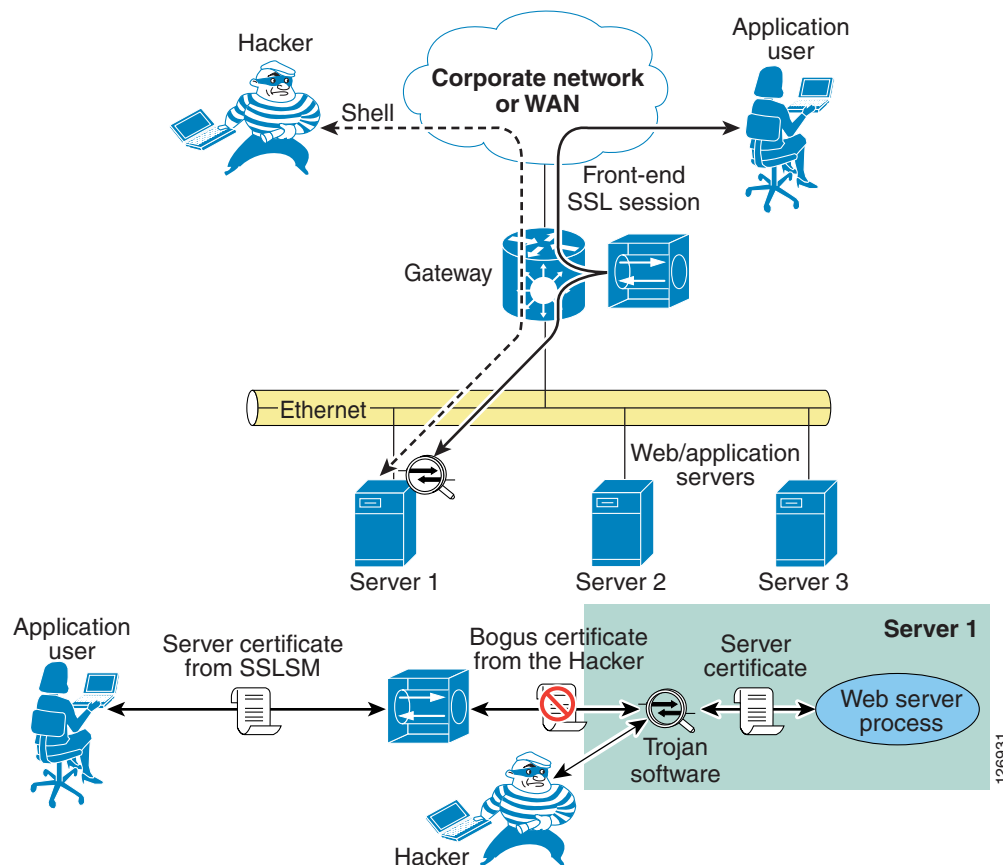 Hacker
Application
user
Corporate network
or WAN
Shell
Front-end
SSL session
Gateway
Ethernet
Web/application
servers
Server 1
Server 2
Server 3
Application
user
Server certificate
from SSLSM
Bogus certificate
from the Hacker
Server
certificate
Server 1
Web server
process
Trojan
software
Hacker
126931